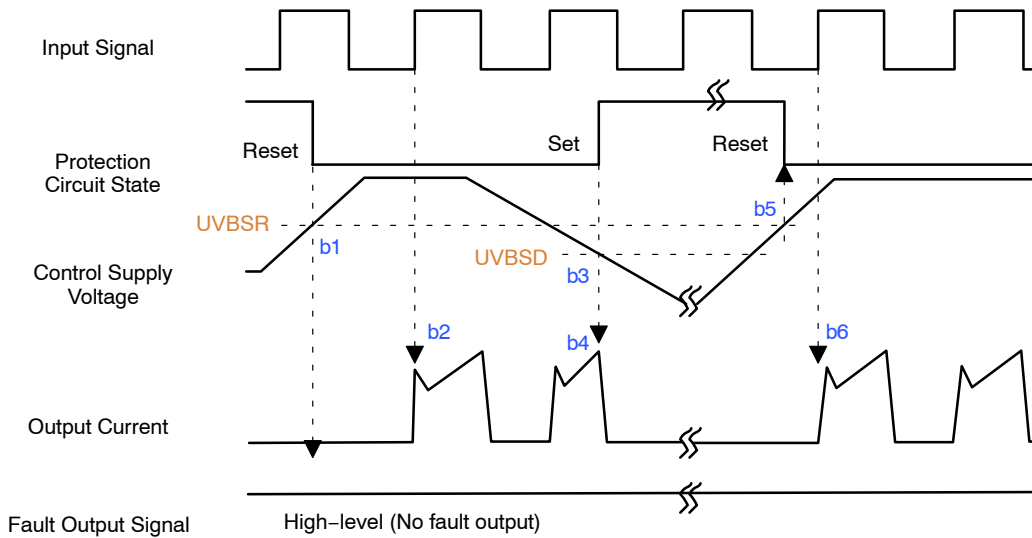 Input Signal
Reset
Set
Reset
Protection
Circuit State
UVBSR
b1
b5
UVBSD
b3
Control Supply
Voltage
b2
b4
b6
Output Current
High−level (No fault output)
Fault Output Signal